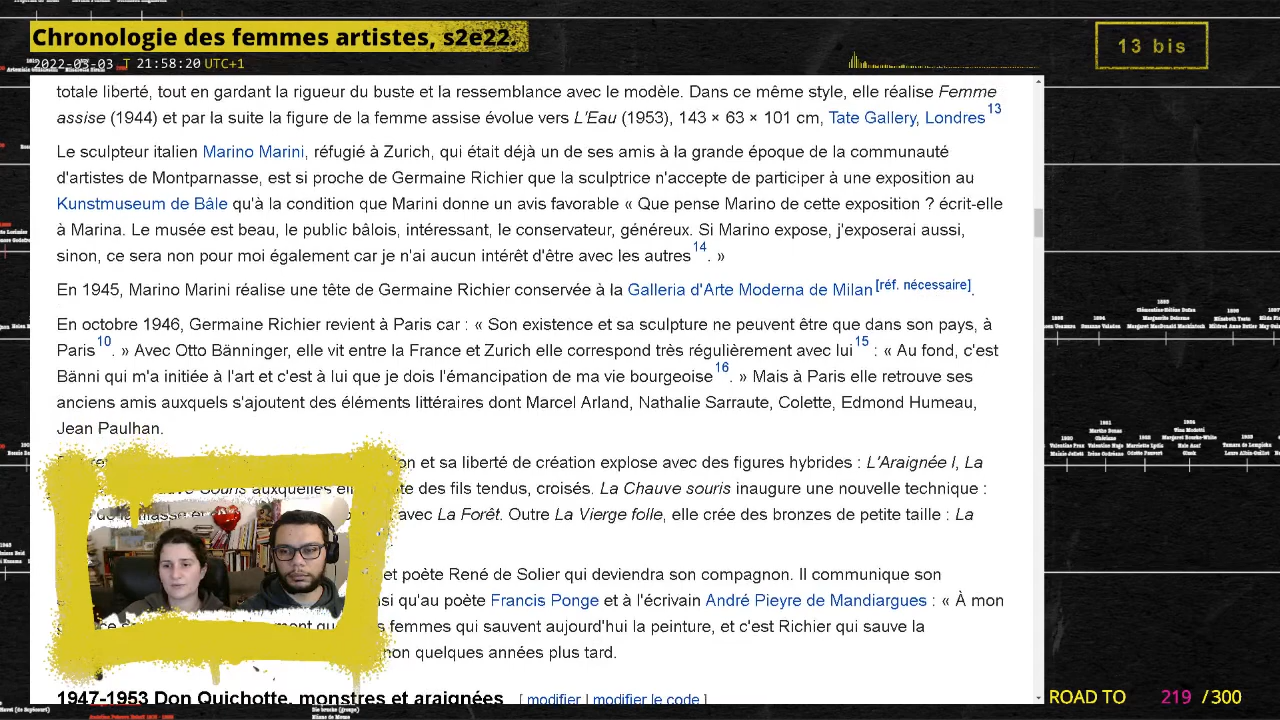 Chronologie des femmes artistes, s2e22.
2022-03-03 T 21:58:20 UTC+1
13 bis
totale liberté, tout en gardant la rigueur du buste et la ressemblance avec le modèle. Dans ce même style, elle réalise Femme
assise (1944) et par la suite la figure de la femme assise évolue vers L'Eau (1953), 143 × 63 × 101 cm, Tate Gallery, Londres13
Le sculpteur italien Marino Marini, réfugié à Zurich, qui était déjà un de ses amis à la grande époque de la communauté
d'artistes de Montparnasse, est si proche de Germaine Richier que la sculptrice n'accepte de participer à une exposition au
Kunstmuseum de Bâle qu'à la condition que Marini donne un avis favorable « Que pense Marino de cette exposition ? écrit-elle
à Marina. Le musée est beau, le public bâlois, intéressant, le conservateur, généreux. Si Marino expose, j'exposerai aussi,
sinon, ce sera non pour moi également car je n'ai aucun intérêt d'être avec les autres14. »
En 1945, Marino Marini réalise une tête de Germaine Richier conservée à la Galleria d'Arte Moderna de Milan[réf. nécessaire].
En octobre 1946, Germaine Richier revient à Paris car : « Son existence et sa sculpture ne peuvent être que dans son pays, à
Paris10. » Avec Otto Bänninger, elle vit entre la France et Zurich elle correspond très régulièrement avec lui15 : « Au fond, c'est
Bänni qui m'a initiée à l'art et c'est à lui que je dois l'émancipation de ma vie bourgeoise16. » Mais à Paris elle retrouve ses
anciens amis auxquels s'ajoutent des éléments littéraires dont Marcel Arland, Nathalie Sarraute, Colette, Edmond Humeau,
Jean Paulhan.
et sa liberté de création explose avec des figures hybrides : L'Araignée I, La
souris auxquelles des fils tendus, croisés. La Chauve souris inaugure une nouvelle technique :
avec La Forêt. Outre La Vierge folle, elle crée des bronzes de petite taille : La
et poète René de Solier qui deviendra son compagnon. Il communique son
qu'au poète Francis Ponge et à l'écrivain André Pieyre de Mandiargues : « À mon
femmes qui sauvent aujourd'hui la peinture, et c'est Richier qui sauve la
quelques années plus tard.
1947-1953 Don Quichotte, monstres et araignées [ modifier | modifier le code ]
ROAD TO 219 / 300